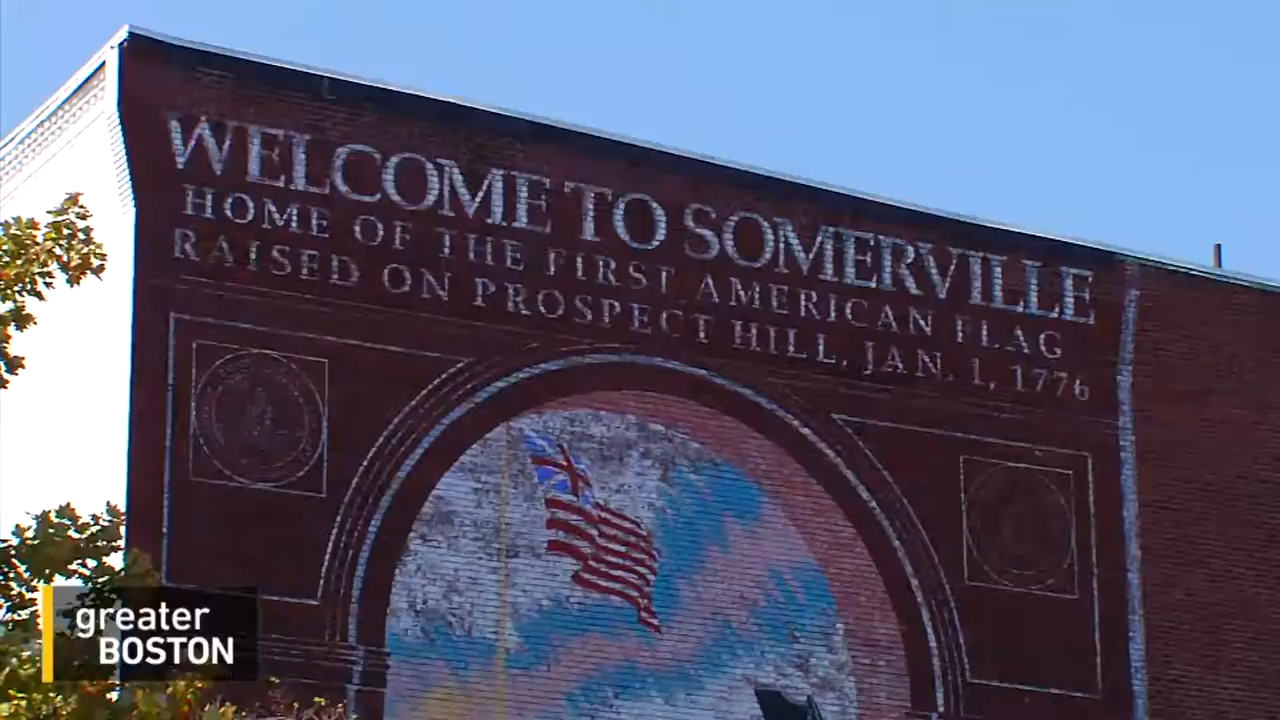 WELCOME TO SOMERVILLE
HOME OF THE FIRST AMERICAN FLAG
RAISED ON PROSPECT HILL, JAN. 1, 1776
greater
BOSTON